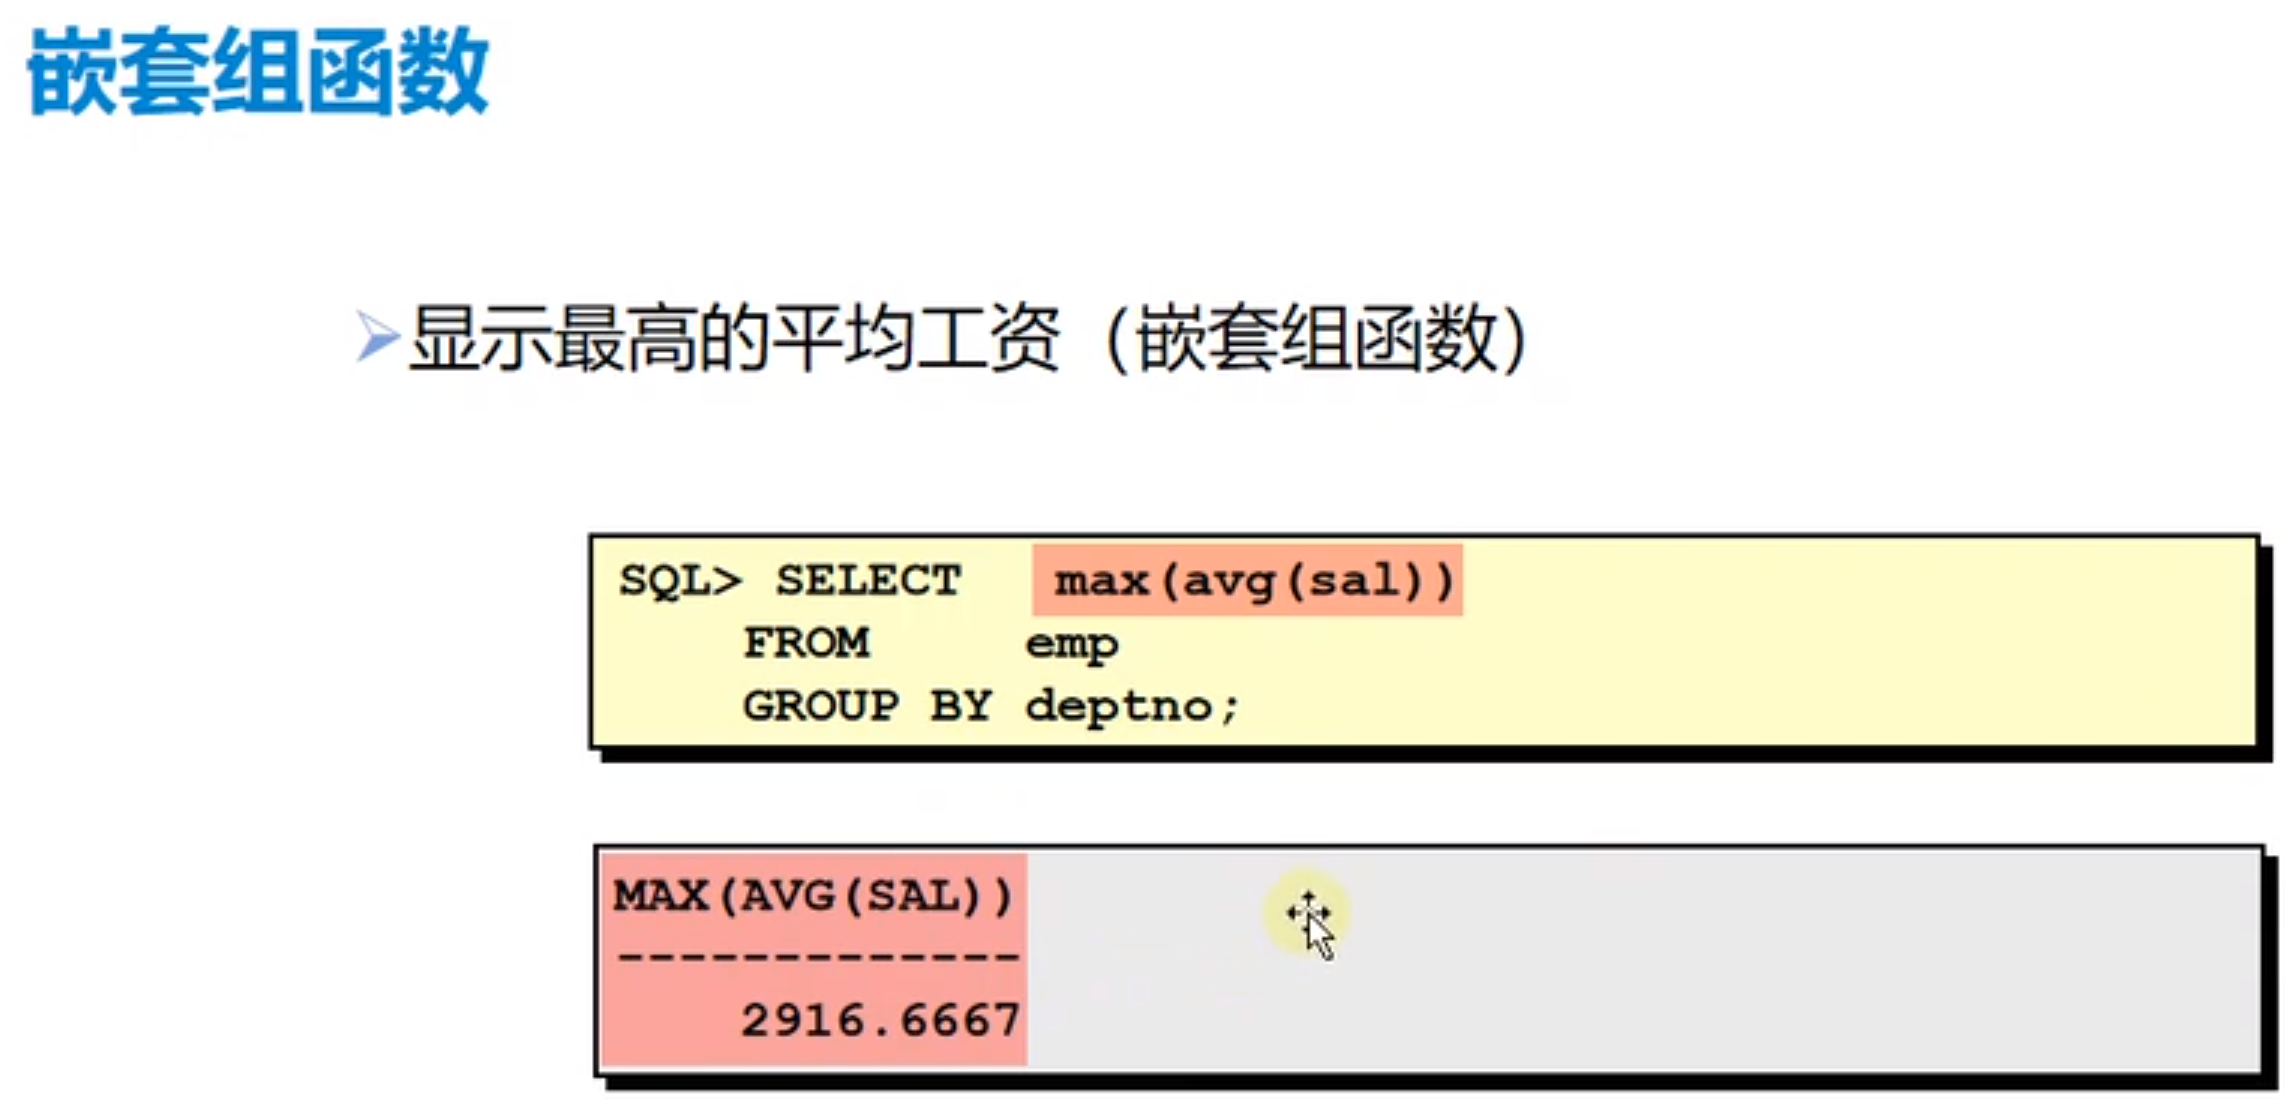 嵌套组函数
显示最高的平均工资（嵌套组函数）
SQL> SELECT max(avg(sal))
FROM emp
GROUP BY deptno;
MAX(AVG(SAL))
-------------
2916.6667